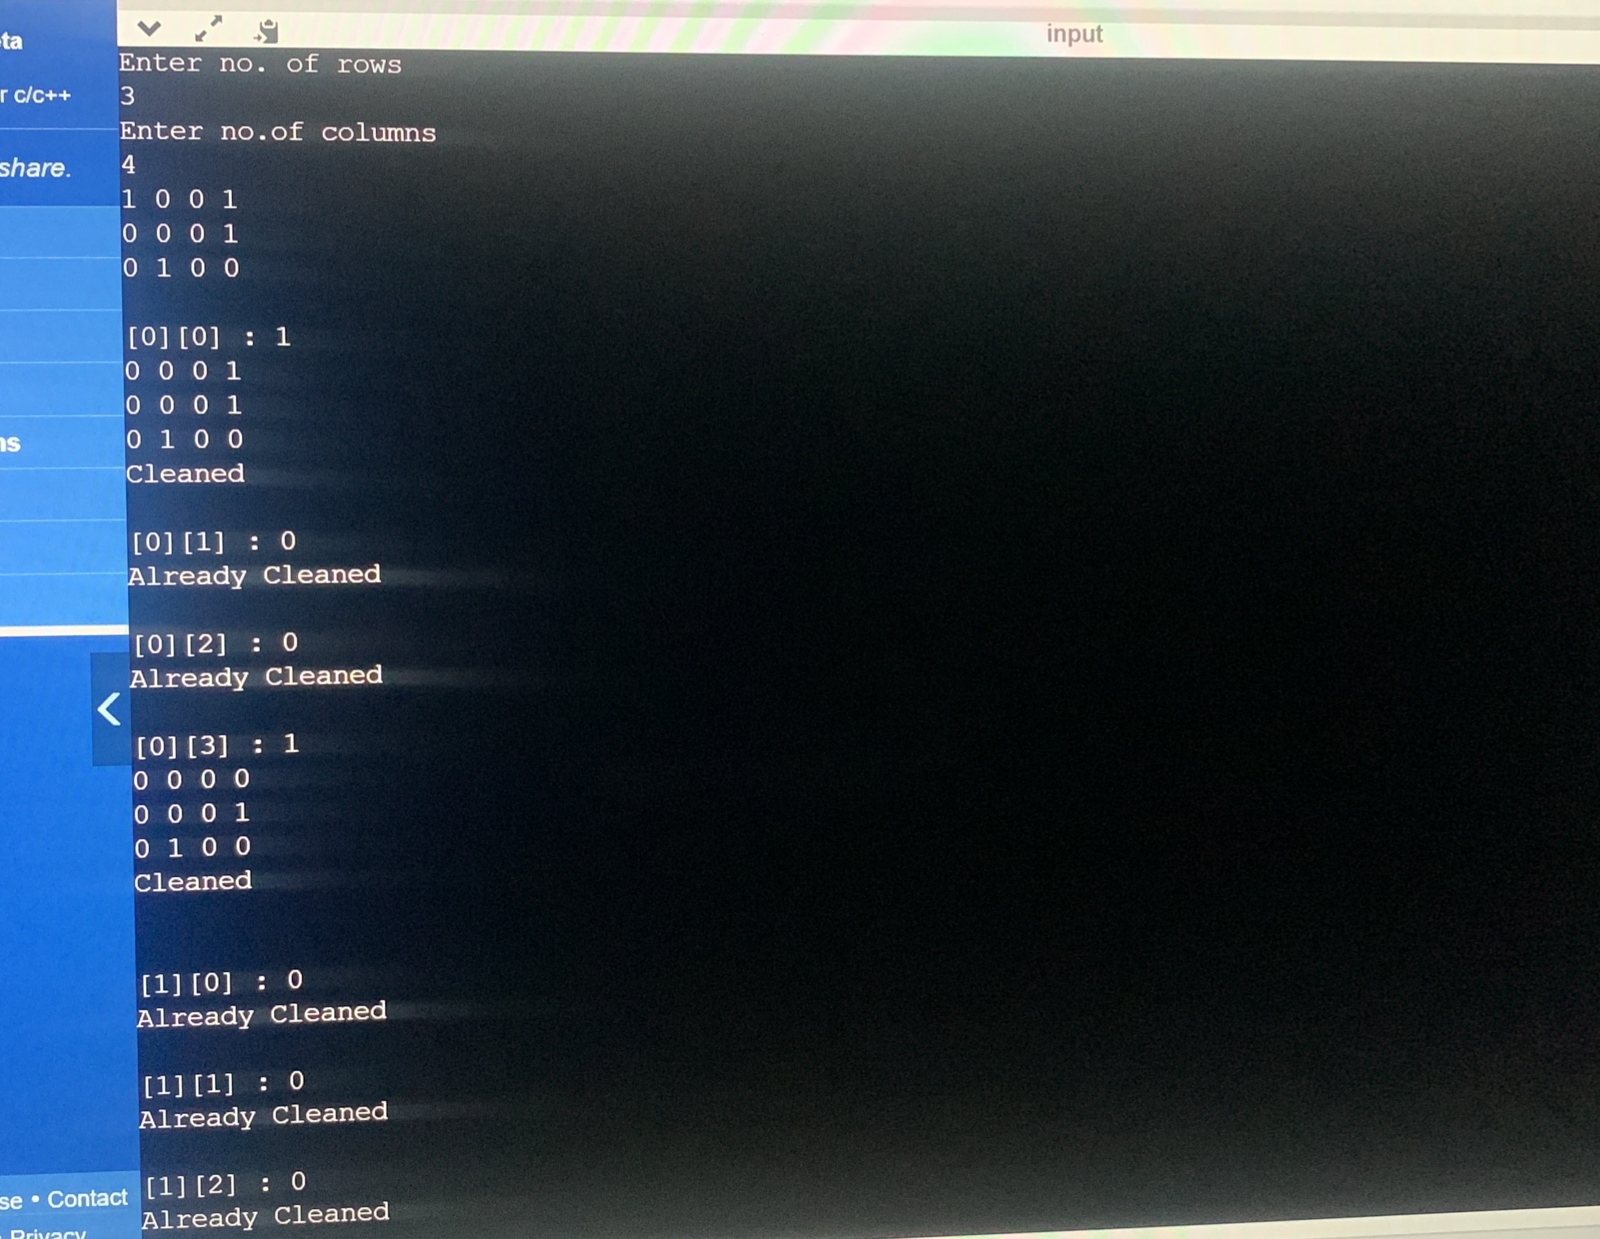 input
ta
r c/c++
share.
ns
se • Contact
Privacy
Enter no. of rows
3
Enter no.of columns
4
1 0 0 1
0 0 0 1
0 1 0 0
[0][0] : 1
0 0 0 1
0 0 0 1
0 1 0 0
Cleaned
[0][1] : 0
Already Cleaned
[0][2] : 0
Already Cleaned
[0][3] : 1
0 0 0 0
0 0 0 1
0 1 0 0
Cleaned
[1][0] : 0
Already Cleaned
[1][1] : 0
Already Cleaned
[1][2] : 0
Already Cleaned